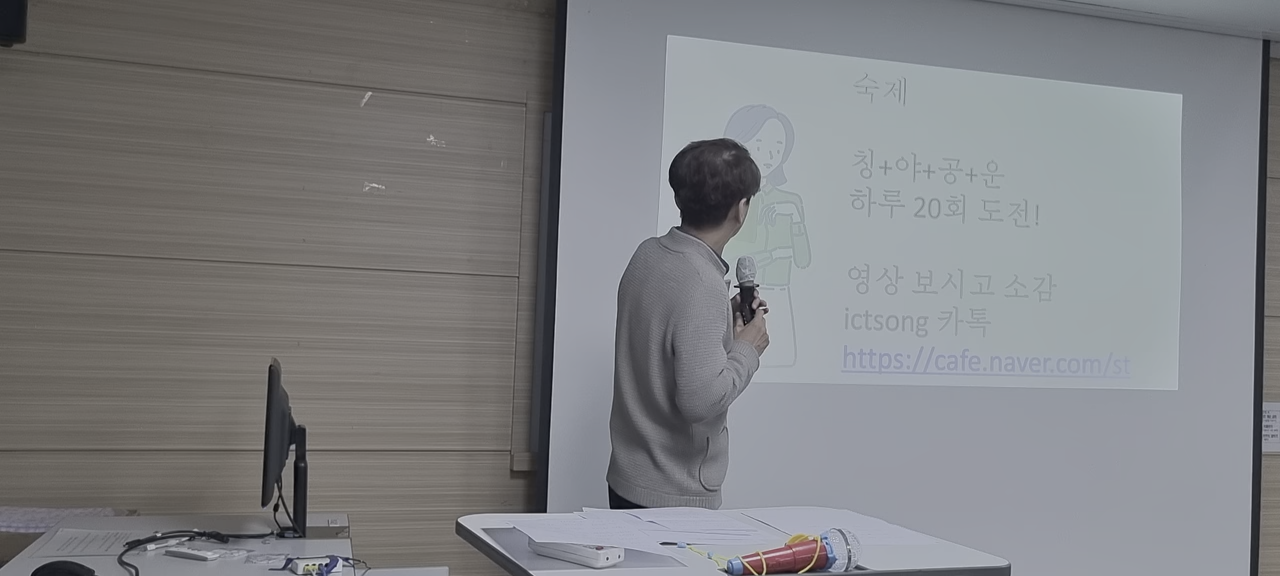 숙제
칭+야+공+운
하루 20회 도전!
영상 보시고 소감
ictsong 카톡
https://cafe.naver.com/st